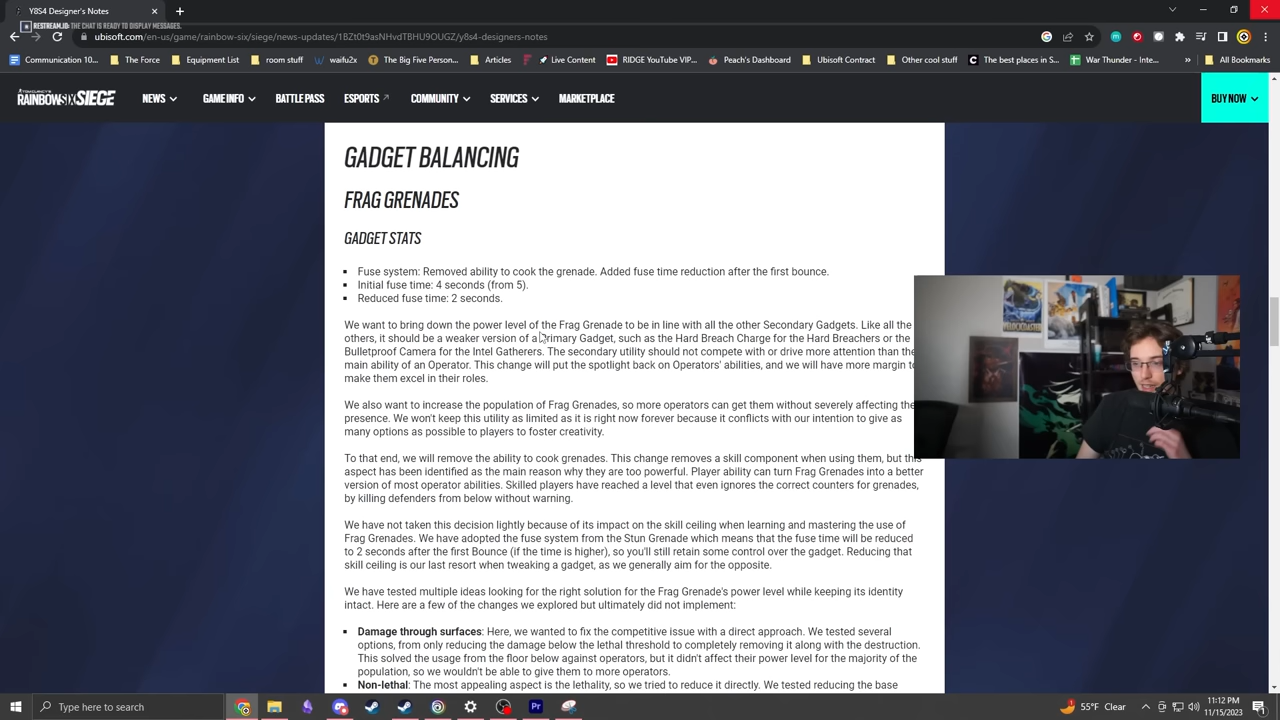 Y8S4 Designer's Notes
RESTREAM.IO: THE CHAT IS READY TO DISPLAY MESSAGES.
ubisoft.com/en-us/game/rainbow-six/siege/news-updates/1BZt0t9asNHvdTBHU9OUGZ/y8s4-designers-notes
Communication 10... The Force Equipment List room stuff waifu2x The Big Five Person... Articles Live Content RIDGE YouTube VIP... Peach's Dashboard Ubisoft Contract Other cool stuff The best places in S... War Thunder - Inte... » All Bookmarks
RAINBOWSIX SIEGE NEWS GAME INFO BATTLE PASS ESPORTS COMMUNITY SERVICES MARKETPLACE BUY NOW
GADGET BALANCING
FRAG GRENADES
GADGET STATS
Fuse system: Removed ability to cook the grenade. Added fuse time reduction after the first bounce.
Initial fuse time: 4 seconds (from 5).
Reduced fuse time: 2 seconds.
We want to bring down the power level of the Frag Grenade to be in line with all the other Secondary Gadgets. Like all the
others, it should be a weaker version of a Primary Gadget, such as the Hard Breach Charge for the Hard Breachers or the
Bulletproof Camera for the Intel Gatherers. The secondary utility should not compete with or drive more attention than the
main ability of an Operator. This change will put the spotlight back on Operators' abilities, and we will have more margin to
make them excel in their roles.
We also want to increase the population of Frag Grenades, so more operators can get them without severely affecting the
presence. We won't keep this utility as limited as it is right now forever because it conflicts with our intention to give as
many options as possible to players to foster creativity.
To that end, we will remove the ability to cook grenades. This change removes a skill component when using them, but this
aspect has been identified as the main reason why they are too powerful. Player ability can turn Frag Grenades into a better
version of most operator abilities. Skilled players have reached a level that even ignores the correct counters for grenades,
by killing defenders from below without warning.
We have not taken this decision lightly because of its impact on the skill ceiling when learning and mastering the use of
Frag Grenades. We have adopted the fuse system from the Stun Grenade which means that the fuse time will be reduced
to 2 seconds after the first Bounce (if the time is higher), so you'll still retain some control over the gadget. Reducing that
skill ceiling is our last resort when tweaking a gadget, as we generally aim for the opposite.
We have tested multiple ideas looking for the right solution for the Frag Grenade's power level while keeping its identity
intact. Here are a few of the changes we explored but ultimately did not implement:
Damage through surfaces: Here, we wanted to fix the competitive issue with a direct approach. We tested several
options, from only reducing the damage below the lethal threshold to completely removing it along with the destruction.
This solved the usage from the floor below against operators, but it didn't affect their power level for the majority of the
population, so we wouldn't be able to give them to more operators.
Non-lethal: The most appealing aspect is the lethality, so we tried to reduce it directly. We tested reducing the base
Type here to search
55°F Clear
11:12 PM
11/15/2023